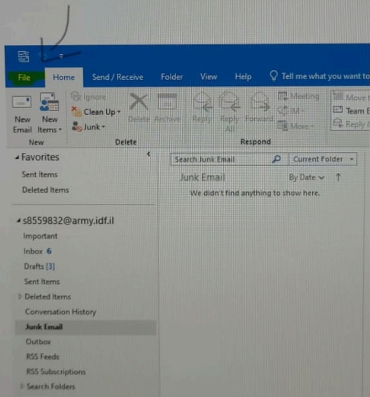 File Home Send / Receive Folder View Help Tell me what you want to
New Email
New Items
Ignore
Clean Up
Junk
Delete
Archive
Reply
Reply All
Forward
Meeting
IM
More
Move t
Team E
Reply &
New Delete Respond
Favorites
Sent Items
Deleted Items
s8559832@army.idf.il
Important
Inbox 6
Drafts [3]
Sent Items
Deleted Items
Conversation History
Junk Email
Outbox
RSS Feeds
RSS Subscriptions
Search Folders
Search Junk Email
Current Folder
Junk Email By Date
We didn't find anything to show here.